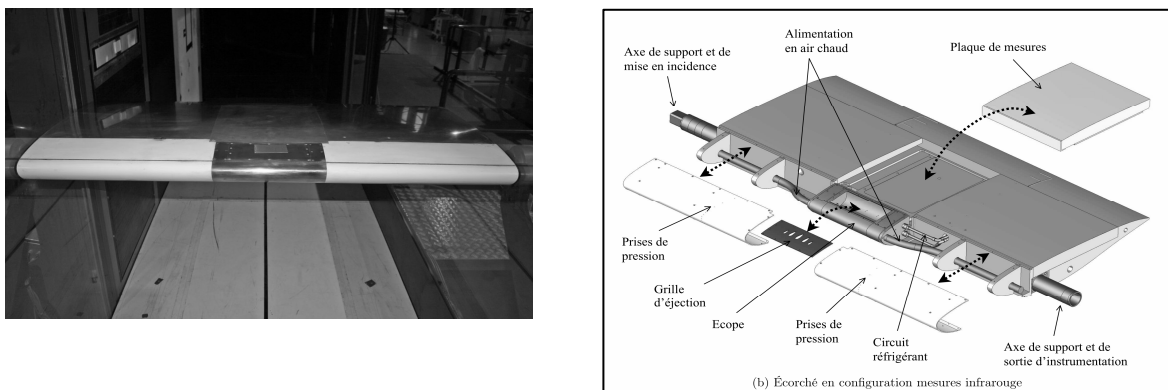 Alimentation
en air chaud
Axe de support et de
mise en incidence
Plaque de mesures
Prises de
pression
Grille
d'éjection
Ecope
Prises de
pression
Circuit
réfrigérant
Axe de support et de
sortie d'instrumentation
(b) Écorché en configuration mesures infrarouge